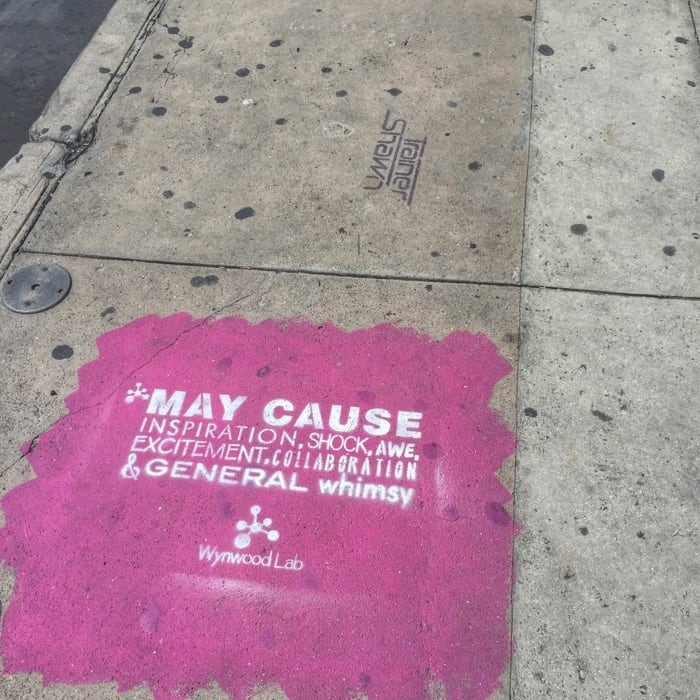 Trainer
Shawn
*MAY CAUSE
INSPIRATION, SHOCK, AWE,
EXCITEMENT, COLLABORATION
& GENERAL whimsy
Wynwood Lab